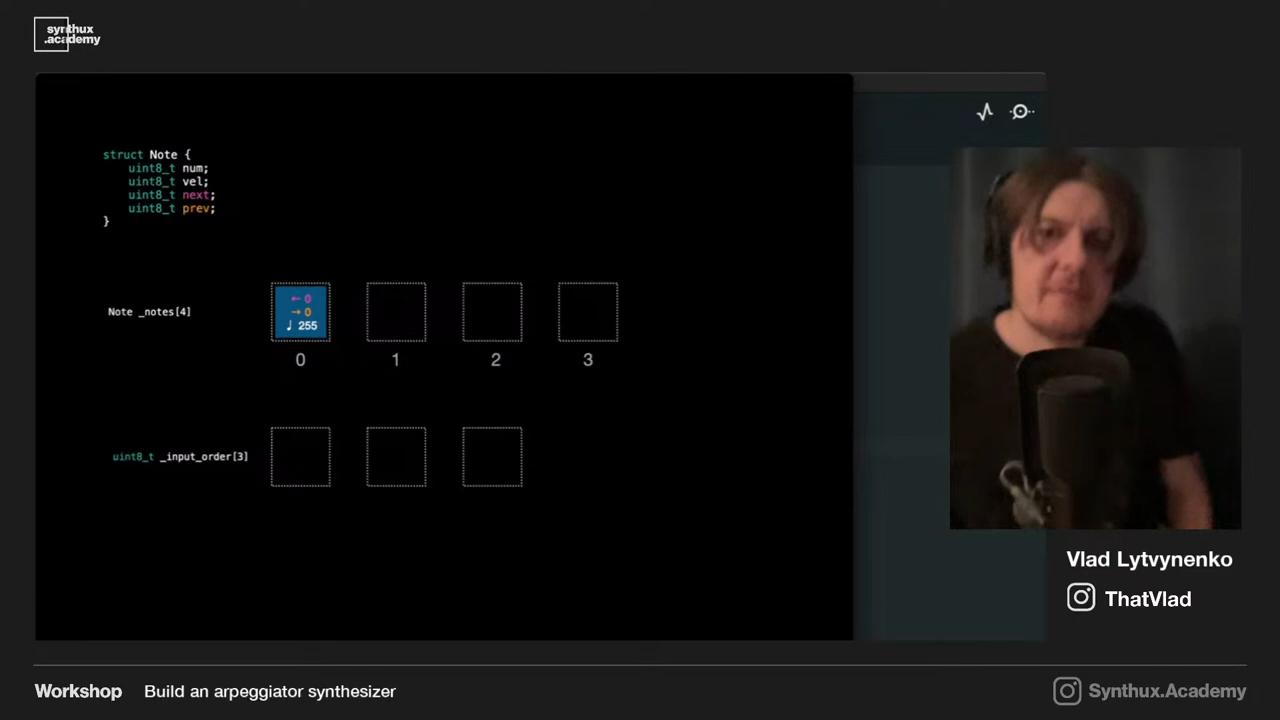 synthux
.academy
struct Note {
uint8_t num;
uint8_t vel;
uint8_t next;
uint8_t prev;
}
Note _notes[4]
← 0
→ 0
♩ 255
0
1
2
3
uint8_t _input_order[3]
Vlad Lytvynenko
ThatVlad
Workshop Build an arpeggiator synthesizer
Synthux.Academy